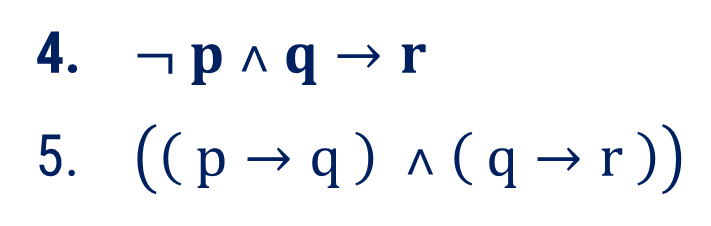 4. ¬ p ∧ q → r
5. (( p → q ) ∧ ( q → r ))